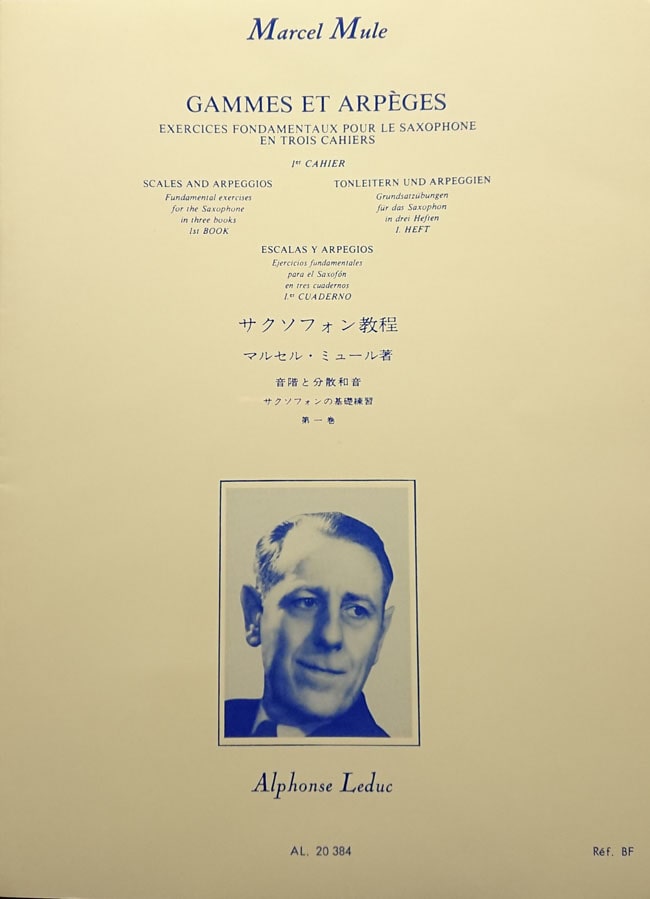 Marcel Mule
GAMMES ET ARPÈGES
EXERCICES FONDAMENTAUX POUR LE SAXOPHONE
EN TROIS CAHIERS
1er CAHIER
SCALES AND ARPEGGIOS
Fundamental exercises
for the Saxophone
in three books
1st BOOK
TONLEITERN UND ARPEGGIEN
Grundsatzübungen
für das Saxophon
in drei Heften
I. HEFT
ESCALAS Y ARPEGIOS
Ejercicios fundamentales
para el Saxofón
en tres cuadernos
1.er CUADERNO
サクソフォン教程
マルセル・ミュール著
音階と分散和音
サクソフォンの基礎練習
第一巻
Alphonse Leduc
AL. 20 384
Réf. BF